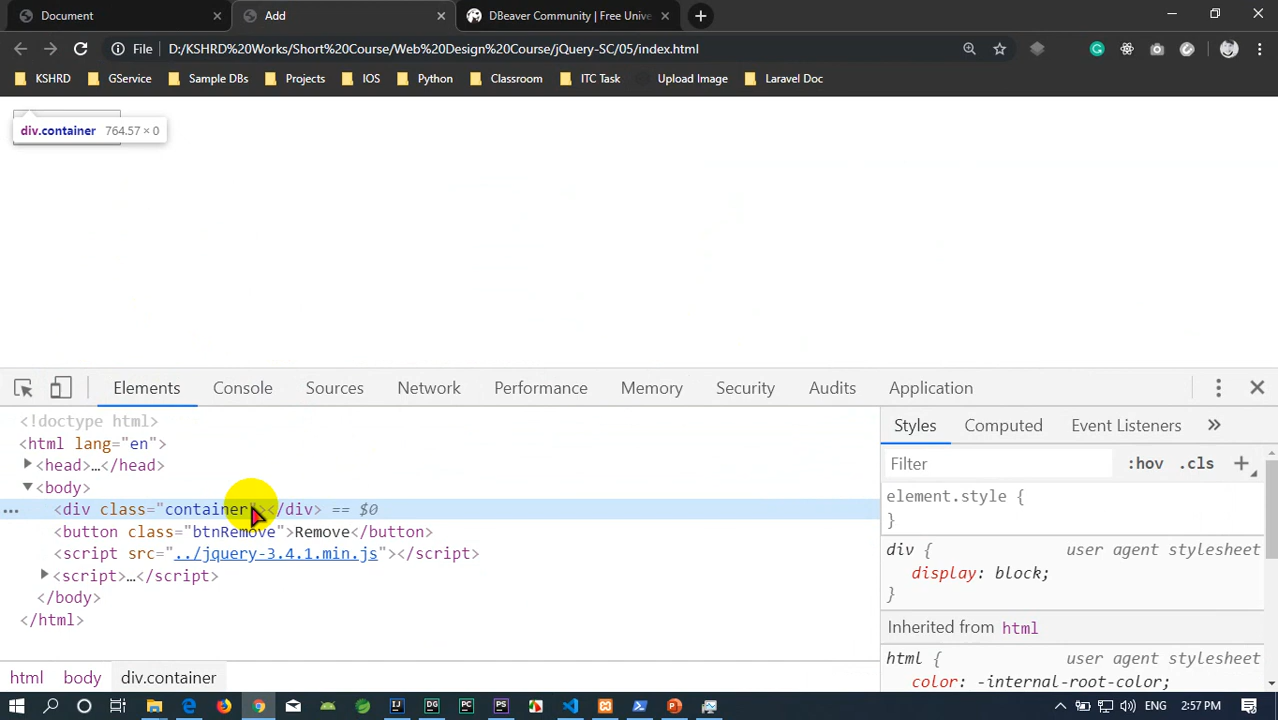 Document
Add
DBeaver Community | Free Unive
File
D:/KSHRD%20Works/Short%20Course/Web%20Design%20Course/jQuery-SC/05/index.html
KSHRD
GService
Sample DBs
Projects
IOS
Python
Classroom
ITC Task
Upload Image
Laravel Doc
div.container 764.57 × 0
Elements
Console
Sources
Network
Performance
Memory
Security
Audits
Application
<!doctype html>
<html lang="en">
<head>…</head>
<body>
<div class="container"></div> == $0
<button class="btnRemove">Remove</button>
<script src="../jquery-3.4.1.min.js"></script>
<script>…</script>
</body>
</html>
html
body
div.container
Styles
Computed
Event Listeners
Filter
:hov
.cls
element.style {
}
div {
user agent stylesheet
display: block;
}
Inherited from html
html {
user agent stylesheet
color: -internal-root-color;
IJ
DG
PC
PS
ENG
2:57 PM